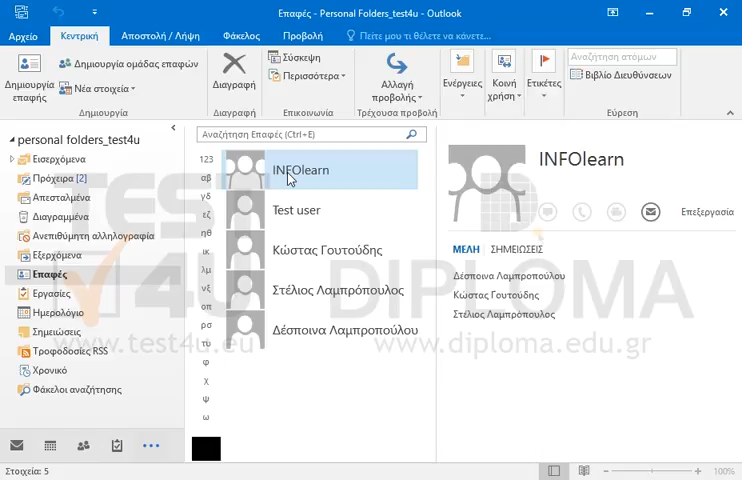 Επαφές - Personal Folders_test4u - Outlook
Αρχείο Κεντρική Αποστολή / Λήψη Φάκελος Προβολή Πείτε μου τι θέλετε να κάνετε...
Δημιουργία επαφής
Δημιουργία ομάδας επαφών
Νέα στοιχεία
Δημιουργία
Διαγραφή
Διαγραφή
Σύσκεψη
Περισσότερα
Επικοινωνία
Αλλαγή προβολής
Τρέχουσα προβολή
Ενέργειες
Κοινή χρήση
Ετικέτες
Αναζήτηση ατόμων
Βιβλίο Διευθύνσεων
Εύρεση
personal folders_test4u
Εισερχόμενα
Πρόχειρα [2]
Απεσταλμένα
Διαγραμμένα
Ανεπιθύμητη αλληλογραφία
Εξερχόμενα
Επαφές
Εργασίες
Ημερολόγιο
Σημειώσεις
Τροφοδοσίες RSS
Χρονικό
Φάκελοι αναζήτησης
Αναζήτηση Επαφές (Ctrl+E)
123
αβ
γδ
εζ
ηθ
ικ
λμ
νξ
οπ
ρσ
τυ
φ
χ
ψ
ω
INFOlearn
Test user
Κώστας Γουτούδης
Στέλιος Λαμπρόπουλος
Δέσποινα Λαμπροπούλου
INFOlearn
Επεξεργασία
ΜΕΛΗ ΣΗΜΕΙΩΣΕΙΣ
Δέσποινα Λαμπροπούλου
Κώστας Γουτούδης
Στέλιος Λαμπρόπουλος
TEST
4U
www.test4u.eu
DIPLOMA
www.diploma.edu.gr
Στοιχεία: 5
100%